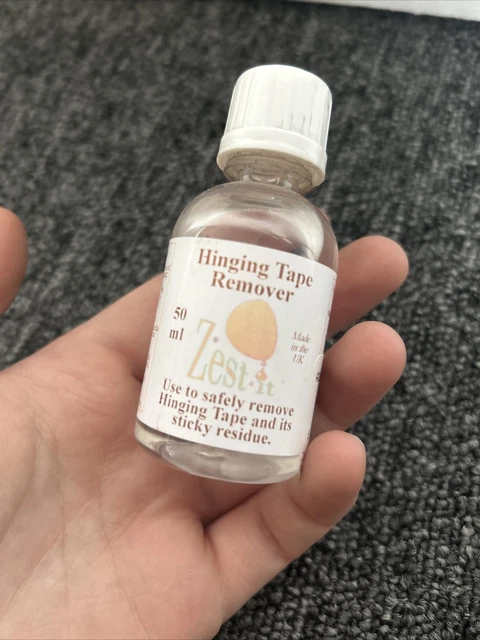 Hinging Tape
Remover
50
ml
Made
in the
UK
Zest·it
Use to safely remove
Hinging Tape and its
sticky residue.